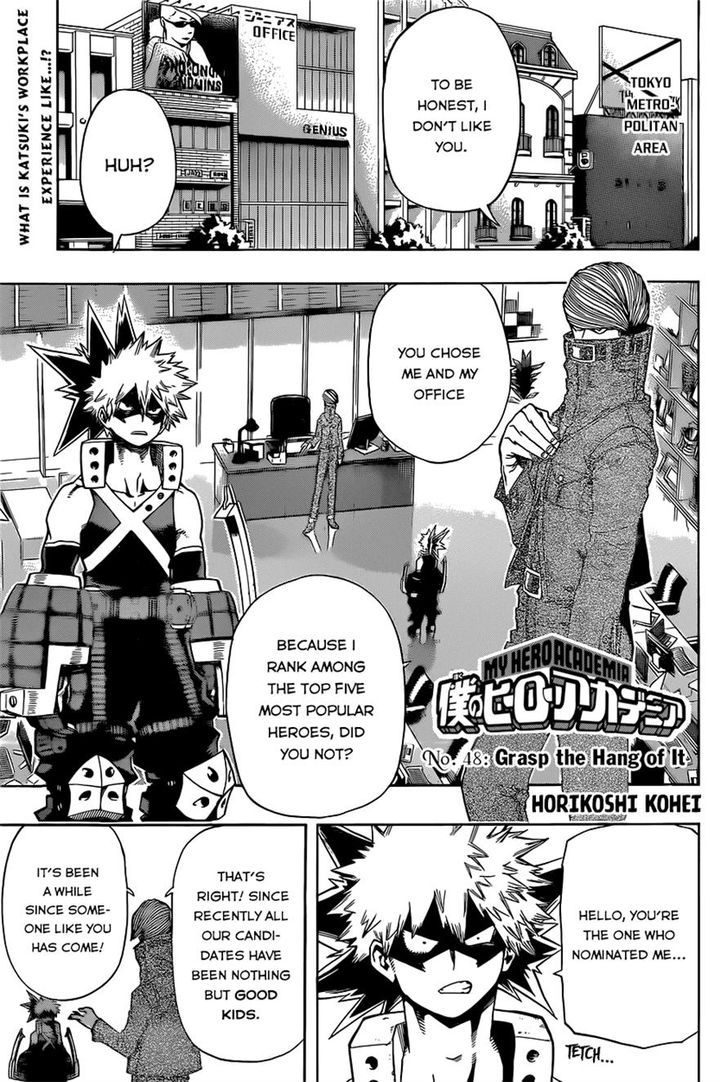 TOKYO
METRO-
POLITAN
AREA
TO BE
HONEST, I
DON'T LIKE
YOU.
ジーニアス
OFFICE
GENIUS
HUH?
WHAT IS KATSUKI'S WORKPLACE
EXPERIENCE LIKE...!?
YOU CHOSE
ME AND MY
OFFICE
BECAUSE I
RANK AMONG
THE TOP FIVE
MOST POPULAR
HEROES, DID
YOU NOT?
MY HERO ACADEMIA
僕のヒーローアカデミア
No. 48: Grasp the Hang of It
HORIKOSHI KOHEI
HELLO, YOU'RE
THE ONE WHO
NOMINATED ME...
TETCH...
THAT'S
RIGHT! SINCE
RECENTLY ALL
OUR CANDI-
DATES HAVE
BEEN NOTHING
BUT GOOD
KIDS.
IT'S BEEN
A WHILE
SINCE SOME-
ONE LIKE YOU
HAS COME!